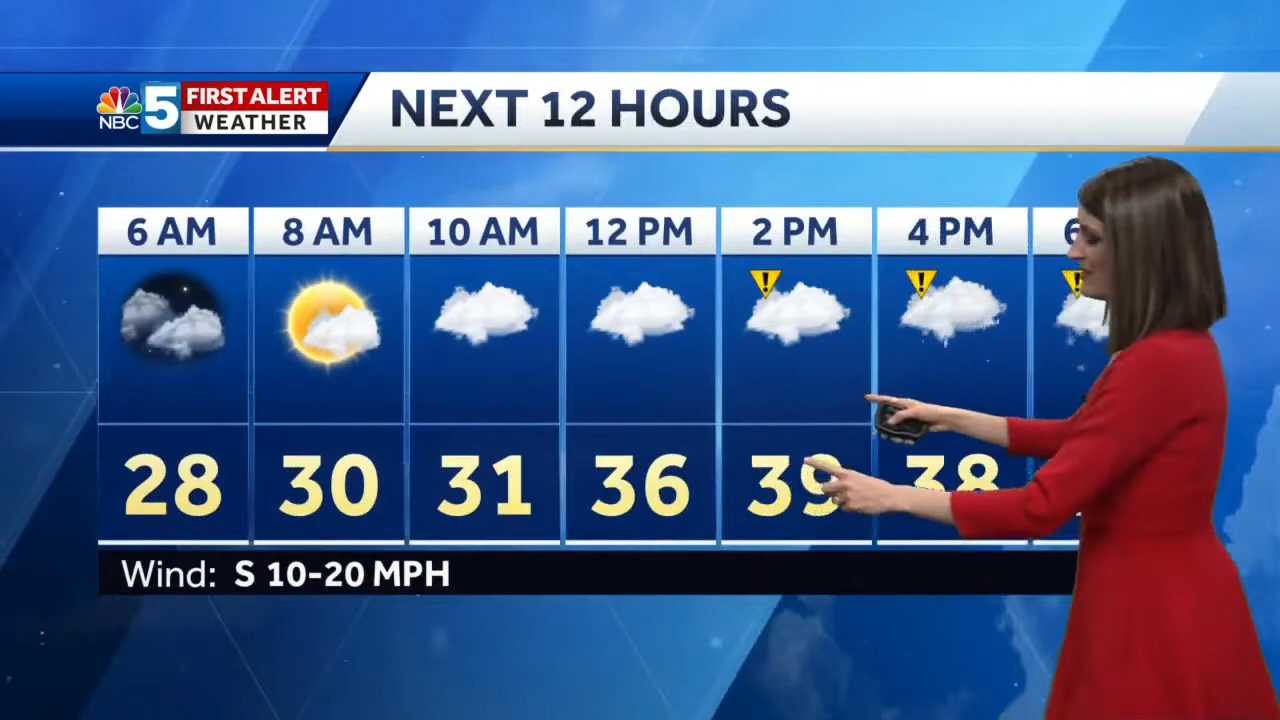 NBC 5 FIRST ALERT
WEATHER
NEXT 12 HOURS
6 AM 8 AM 10 AM 12 PM 2 PM 4 PM 6
! ! !
28 30 31 36 39 38
Wind: S 10-20 MPH